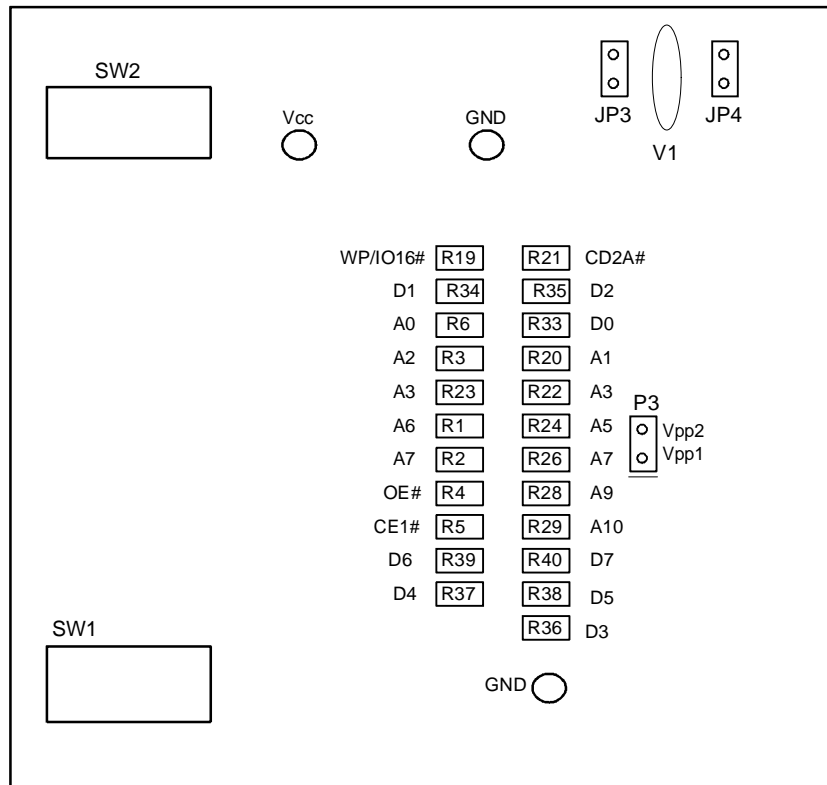 SW2
Vcc
GND
JP3
JP4
V1
WP/IO16# R19 R21 CD2A#
D1 R34 R35 D2
A0 R6 R33 D0
A2 R3 R20 A1
A3 R23 R22 A3
P3
A6 R1 R24 A5 Vpp2
A7 R2 R26 A7 Vpp1
OE# R4 R28 A9
CE1# R5 R29 A10
D6 R39 R40 D7
D4 R37 R38 D5
SW1
R36 D3
GND